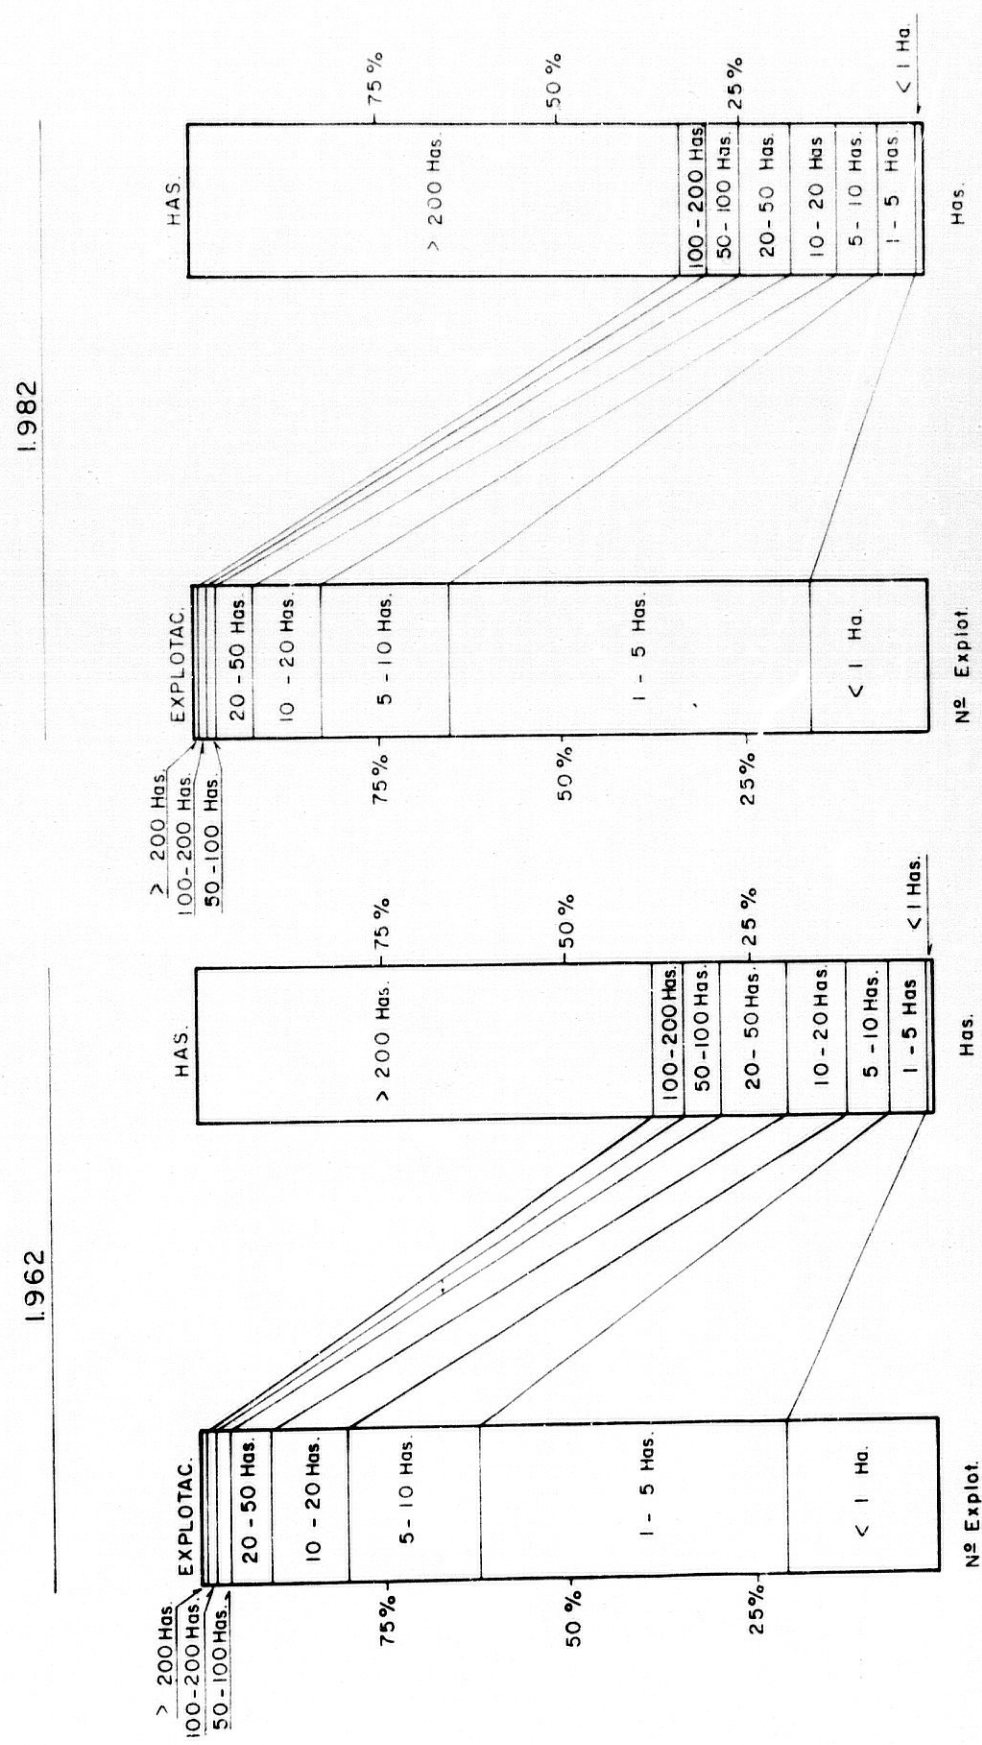 1.962
EXPLOTAC.
HAS.
> 200 Has.
100-200 Has.
50-100 Has.
20-50 Has.
10-20 Has.
5-10 Has.
1-5 Has.
< 1 Ha.
75%
50%
25%
Nº Explot.
> 200 Has.
100-200 Has.
50-100 Has.
20-50 Has.
10-20 Has.
5-10 Has.
1-5 Has
< 1 Has.
75%
50%
25%
Has.
1.982
EXPLOTAC.
HAS.
> 200 Has.
100-200 Has.
50-100 Has.
20-50 Has.
10-20 Has.
5-10 Has.
1-5 Has.
< 1 Ha.
75%
50%
25%
Nº Explot.
> 200 Has.
100-200 Has.
50-100 Has.
20-50 Has.
10-20 Has
5-10 Has.
1-5 Has.
< 1 Ha.
75%
50%
25%
Has.